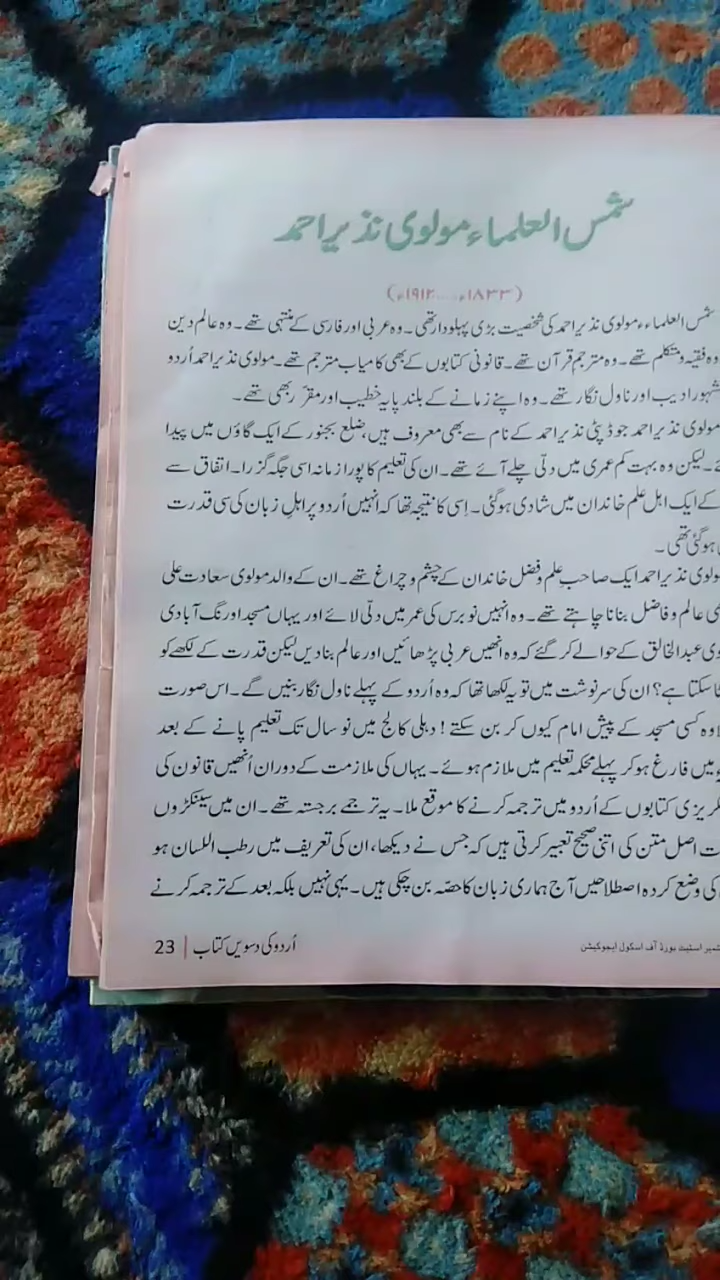 شمس العلماء مولوی نذیر احمد
(۱۸۳۳ء.....۱۹۱۲ء)
شمس العلماء مولوی نذیر احمد کی شخصیت بڑی پہلودار تھی۔ وہ عربی اور فارسی کے منتہی تھے۔ وہ عالم دین
وہ فقیہ و متکلم تھے۔ وہ مترجم قرآن تھے۔ قانونی کتابوں کے بھی کامیاب مترجم تھے۔ مولوی نذیر احمد اُردو
ادیب اور ناول نگار تھے۔ وہ اپنے زمانے کے بلند پایہ خطیب اور مقرّر بھی تھے۔
مولوی نذیر احمد جو ڈپٹی نذیر احمد کے نام سے بھی معروف ہیں، ضلع بجنور کے ایک گاؤں میں پیدا
لیکن وہ بہت کم عمری میں دلّی چلے آئے تھے۔ ان کی تعلیم کا پورا زمانہ اسی جگہ گزرا۔ اتفاق سے
کے ایک اہل علم خاندان میں شادی ہوگئی۔ اِسی کا نتیجہ تھا کہ انہیں اُردو پر اہلِ زبان کی سی قدرت
ہوگئی تھی۔
نذیر احمد ایک صاحب علم و فضل خاندان کے چشم و چراغ تھے۔ ان کے والد مولوی سعادت علی
عالم و فاضل بنانا چاہتے تھے۔ وہ انہیں نو برس کی عمر میں دلّی لائے اور یہاں مسجد اورنگ آبادی
عبدالخالق کے حوالے کر گئے کہ وہ انھیں عربی پڑھائیں اور عالم بنادیں لیکن قدرت کے لکھے کو
سکتا ہے؟ ان کی سرنوشت میں تو یہ لکھا تھا کہ وہ اُردو کے پہلے ناول نگار بنیں گے۔ اس صورت
وہ کسی مسجد کے پیش امام کیوں کر بن سکتے! دہلی کالج میں نو سال تک تعلیم پانے کے بعد
میں فارغ ہوکر پہلے محکمہ تعلیم میں ملازم ہوئے۔ یہاں کی ملازمت کے دوران اُنھیں قانون کی
کتابوں کے اُردو میں ترجمہ کرنے کا موقع ملا۔ یہ ترجمے برجستہ تھے۔ ان میں سینکڑوں
اصل متن کی اتنی صحیح تعبیر کرتی ہیں کہ جس نے دیکھا، ان کی تعریف میں رطب اللسان ہو
کی وضع کردہ اصطلاحیں آج ہماری زبان کا حصّہ بن چکی ہیں۔ یہی نہیں بلکہ بعد کے ترجمہ کرنے
اسٹیٹ بورڈ آف اسکول ایجوکیشن
اُردو کی دسویں کتاب | 23